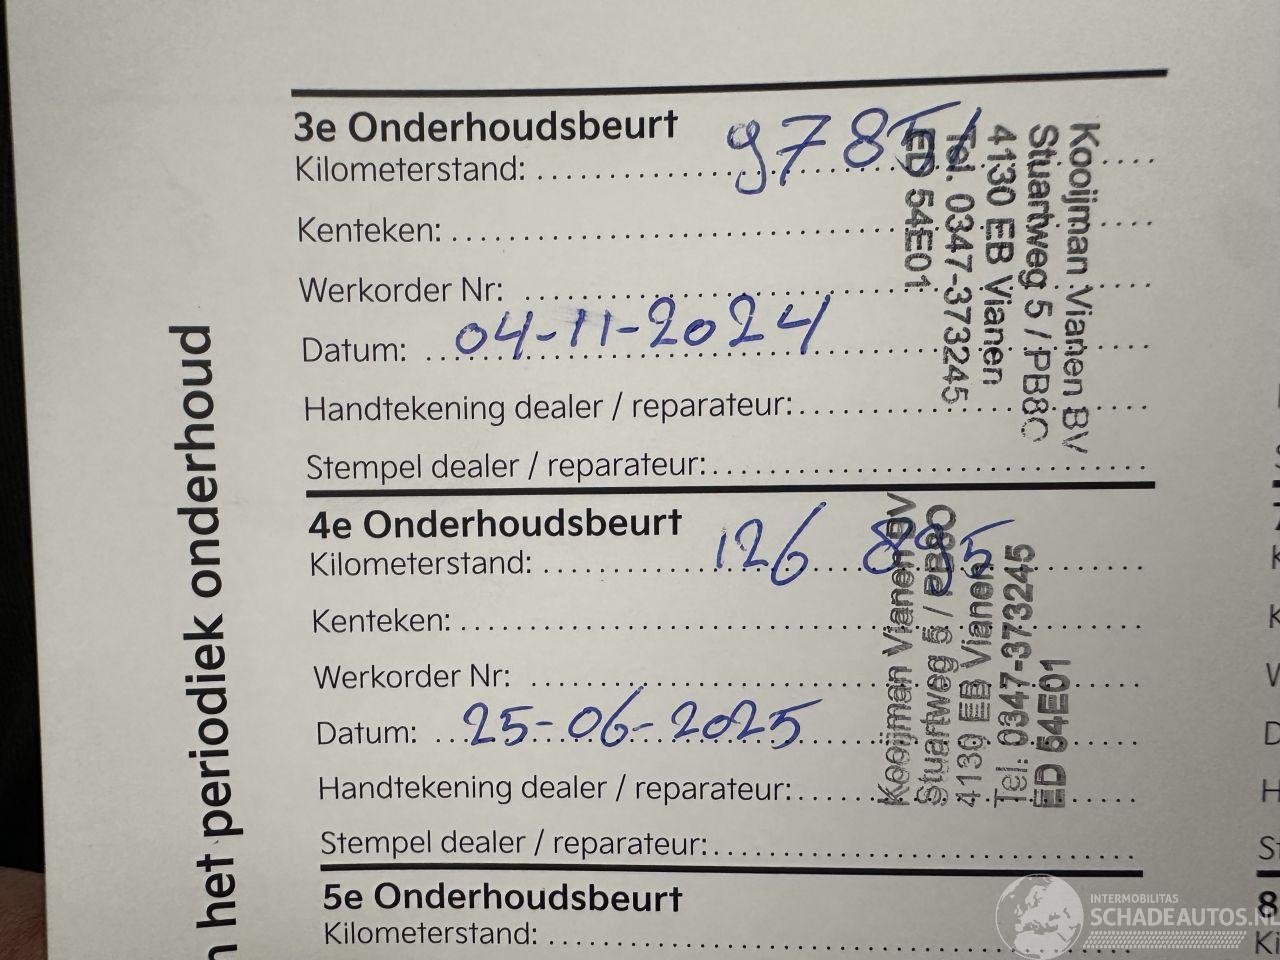 n het periodiek onderhoud
3e Onderhoudsbeurt
Kilometerstand: 97851
Kenteken:
Werkorder Nr:
Datum: 04-11-2024
Handtekening dealer / reparateur:
Stempel dealer / reparateur:
Kooijman Vianen BV
Stuartweg 5 / PB8C
4130 EB Vianen
Tel. 0347-373245
ED 54E01
4e Onderhoudsbeurt
Kilometerstand: 126 895
Kenteken:
Werkorder Nr:
Datum: 25-06-2025
Handtekening dealer / reparateur:
Stempel dealer / reparateur:
Kooijman Vianen BV
Stuartweg 5 /
4130 EB Vianen
Tel. 0347-373245
ED 54E01
5e Onderhoudsbeurt
Kilometerstand:
8
Ki
INTERMOBILITAS
SCHADEAUTOS.NL